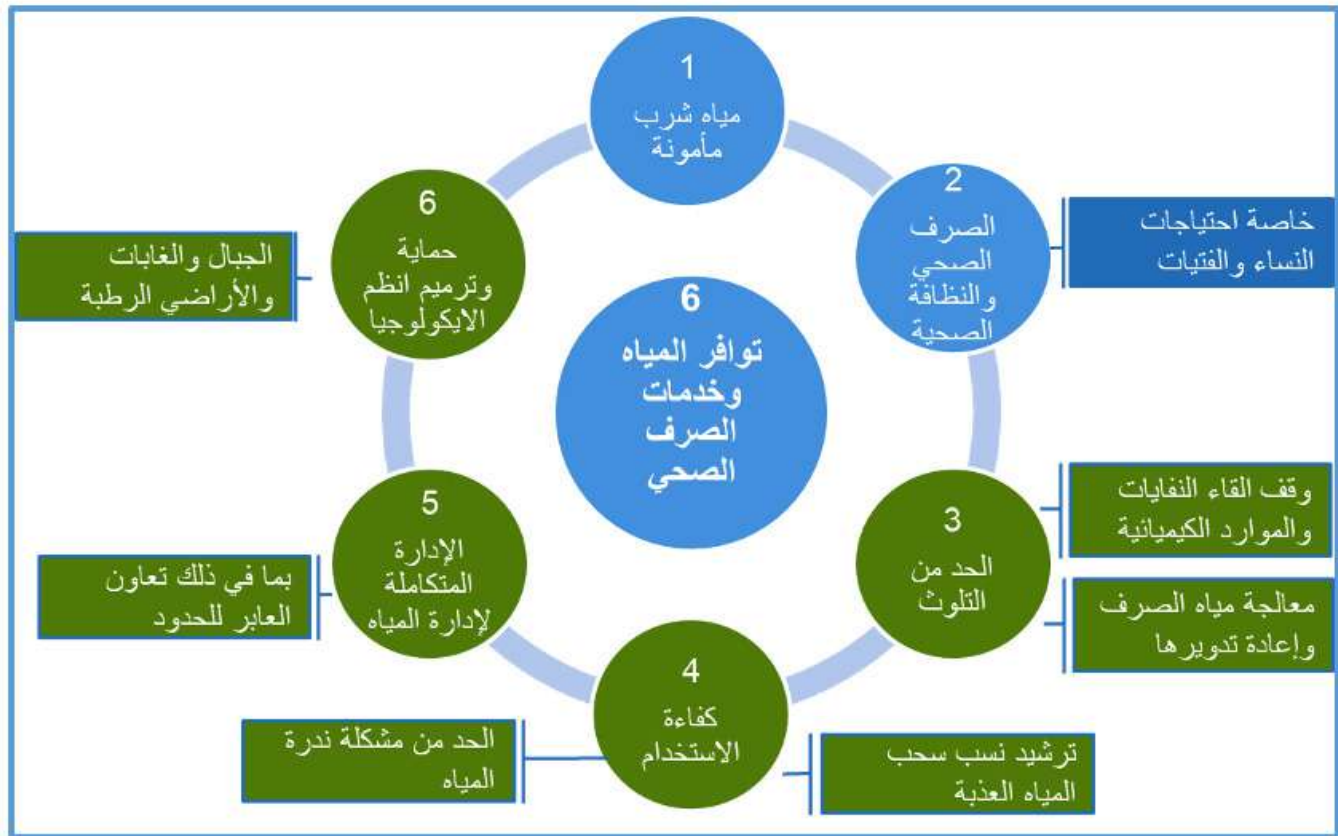 1
مياه شرب
مأمونة
2
الصرف
الصحي
والنظافة
الصحية
خاصة احتياجات
النساء والفتيات
3
الحد من
التلوث
وقف القاء النفايات
والموارد الكيميائية
معالجة مياه الصرف
وإعادة تدويرها
4
كفاءة
الاستخدام
ترشيد نسب سحب
المياه العذبة
الحد من مشكلة ندرة
المياه
5
الإدارة
المتكاملة
لإدارة المياه
بما في ذلك تعاون
العابر للحدود
6
حماية
وترميم انظم
الايكولوجيا
الجبال والغابات
والأراضي الرطبة
6
توافر المياه
وخدمات
الصرف
الصحي